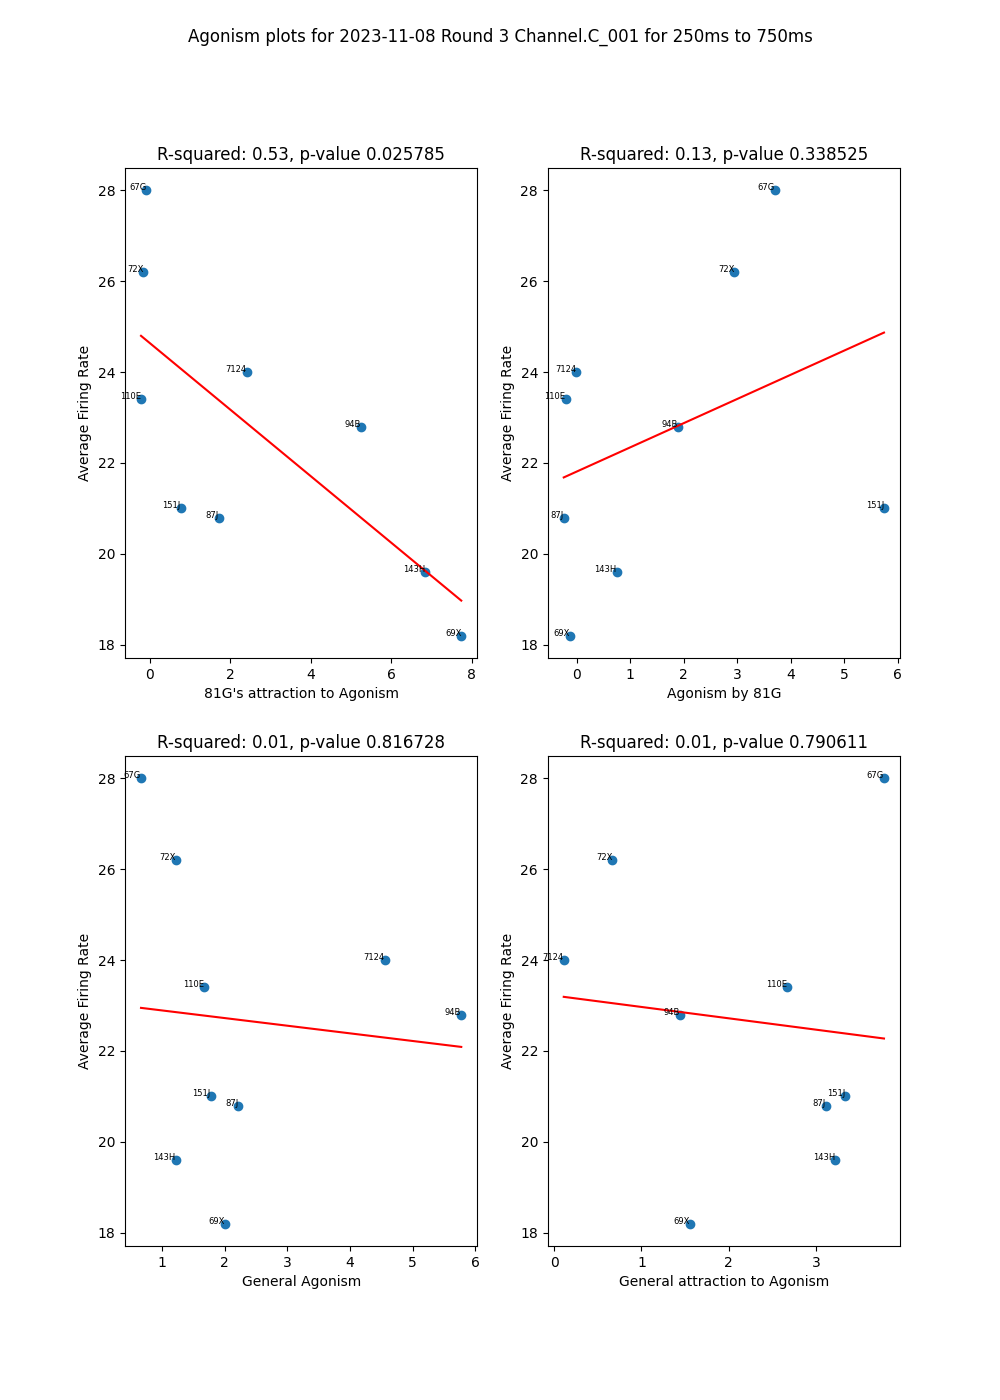 Agonism plots for 2023-11-08 Round 3 Channel.C_001 for 250ms to 750ms
R-squared: 0.53, p-value 0.025785
28
26
24
22
20
18
Average Firing Rate
67G
72X
7124
110E
94B
151J
87J
143H
69X
0 2 4 6 8
81G's attraction to Agonism
R-squared: 0.13, p-value 0.338525
28
26
24
22
20
18
Average Firing Rate
67G
72X
7124
110E
94B
151J
87J
143H
69X
0 1 2 3 4 5 6
Agonism by 81G
R-squared: 0.01, p-value 0.816728
28
26
24
22
20
18
Average Firing Rate
67G
72X
7124
110E
94B
151J
87J
143H
69X
1 2 3 4 5 6
General Agonism
R-squared: 0.01, p-value 0.790611
28
26
24
22
20
18
Average Firing Rate
67G
72X
7124
110E
94B
151J
87J
143H
69X
0 1 2 3
General attraction to Agonism